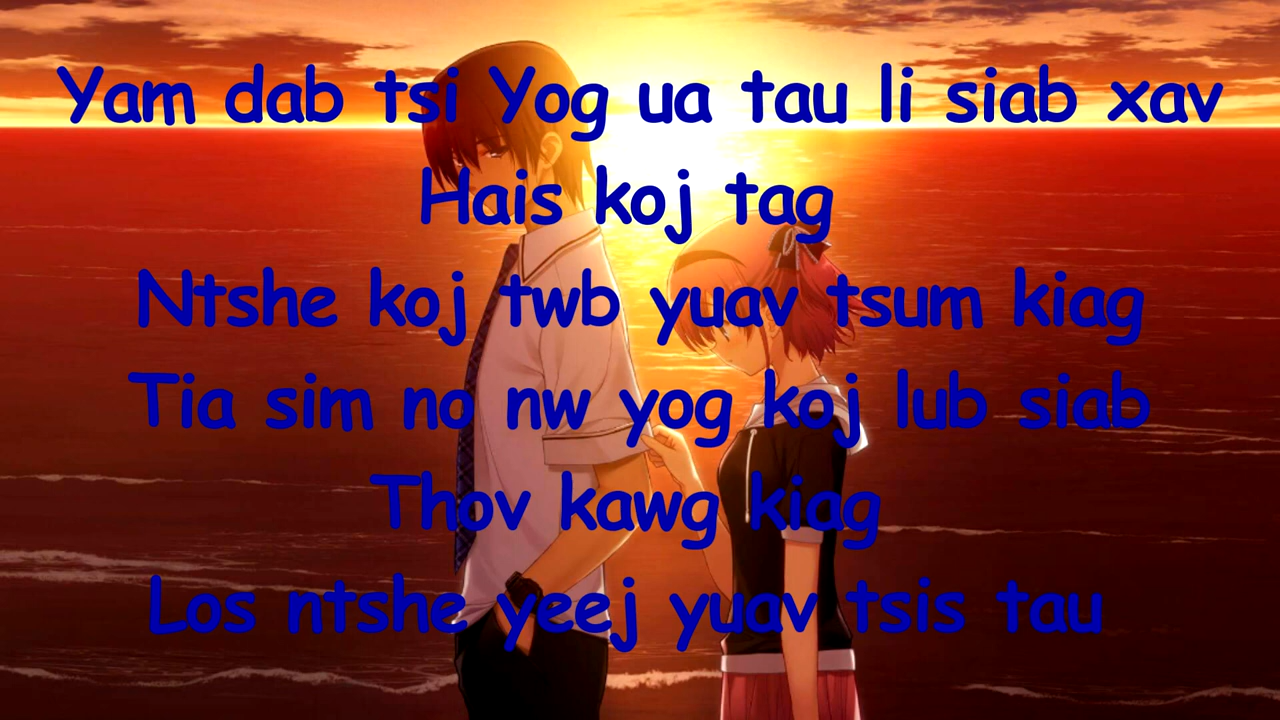 Yam dab tsi Yog ua tau li siab xav
Hais koj tag
Ntshe koj twb yuav tsum kiag
Tia sim no nw yog koj lub siab
Thov kawg kiag
Los ntshe yeej yuav tsis tau